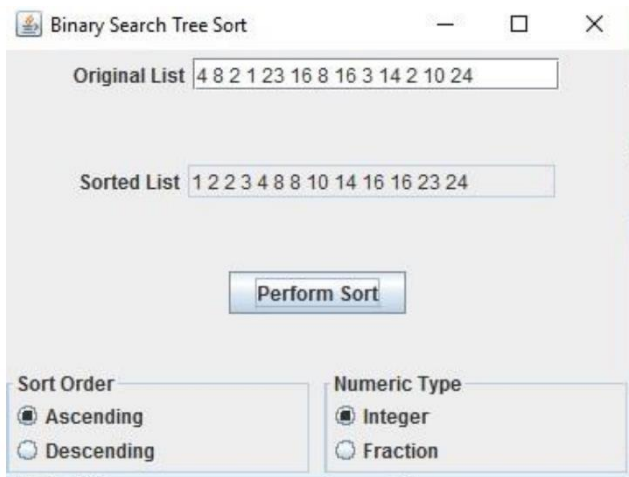 Binary Search Tree Sort
Original List 4 8 2 1 23 16 8 16 3 14 2 10 24
Sorted List 1 2 2 3 4 8 8 10 14 16 16 23 24
Perform Sort
Sort Order
Ascending
Descending
Numeric Type
Integer
Fraction